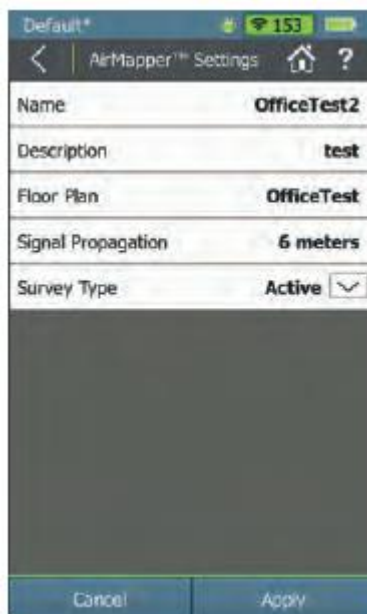 Default*
153
AirMapper™ Settings ?
Name OfficeTest2
Description test
Floor Plan OfficeTest
Signal Propagation 6 meters
Survey Type Active
Cancel Apply